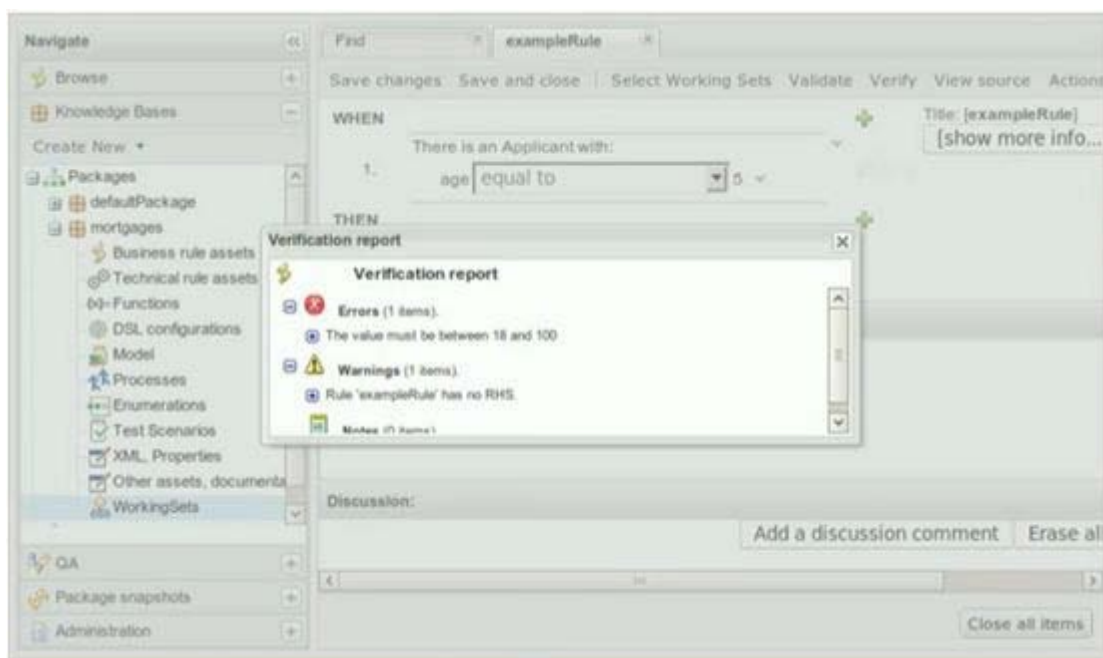 Navigate
Browse
Knowledge Bases
Create New
Packages
defaultPackage
mortgages
Business rule assets
Technical rule assets
Functions
DSL configurations
Model
Processes
Enumerations
Test Scenarios
XML, Properties
Other assets, documenta
WorkingSets
QA
Package snapshots
Administration
Find exampleRule
Save changes Save and close Select Working Sets Validate Verify View source Actions
WHEN
Title: [exampleRule]
[show more info...
There is an Applicant with:
1.
age equal to 5
THEN
Verification report
Verification report
Errors (1 items).
The value must be between 18 and 100
Warnings (1 items).
Rule 'exampleRule' has no RHS.
Notes (0 items)
Discussion:
Add a discussion comment Erase all
Close all items